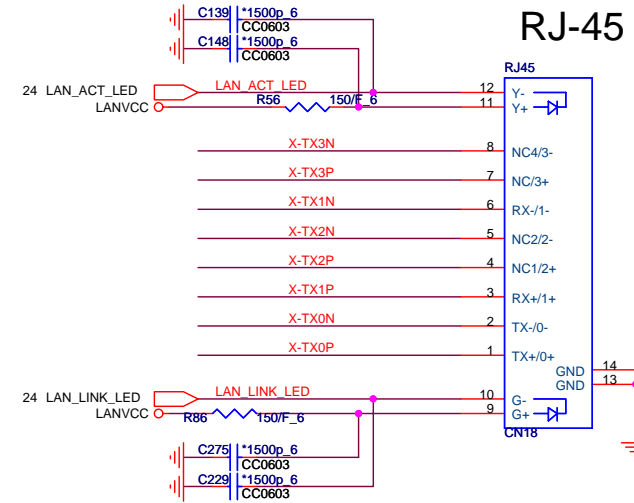 C139 *1500p_6
CC0603
C148 *1500p_6
CC0603
RJ-45
RJ45
24 LAN_ACT_LED LAN_ACT_LED 12 Y-
LANVCC R56 150/F_6 11 Y+
X-TX3N 8 NC4/3-
X-TX3P 7 NC/3+
X-TX1N 6 RX-/1-
X-TX2N 5 NC2/2-
X-TX2P 4 NC1/2+
X-TX1P 3 RX+/1+
X-TX0N 2 TX-/0-
X-TX0P 1 TX+/0+
GND 14
GND 13
24 LAN_LINK_LED LAN_LINK_LED 10 G-
LANVCC R86 150/F_6 9 G+
CN18
C275 *1500p_6
CC0603
C229 *1500p_6
CC0603